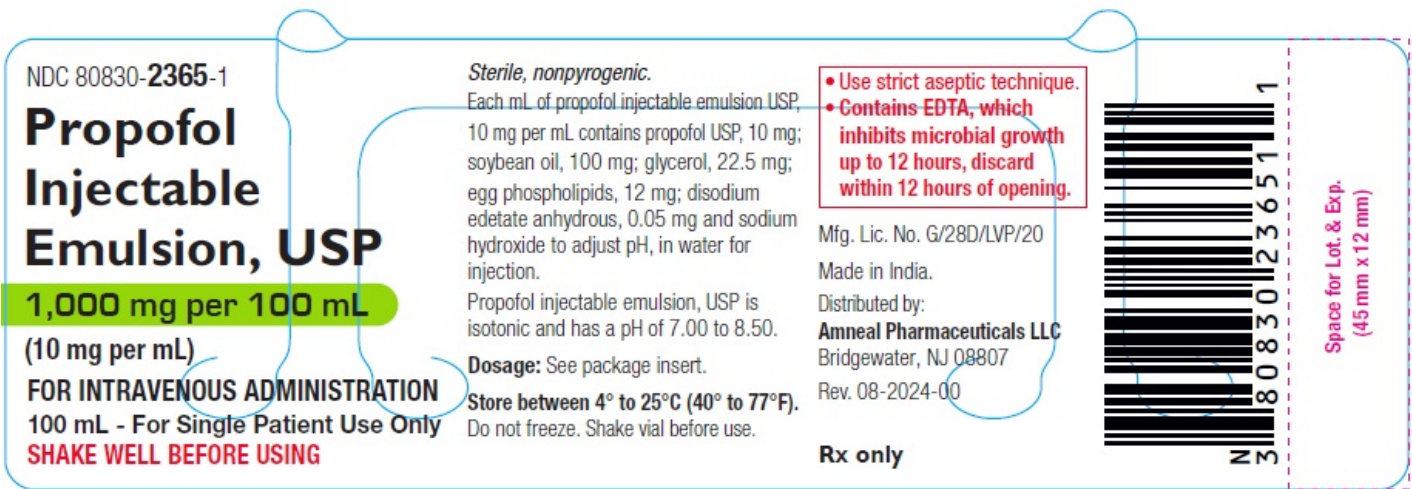 NDC 80830-2365-1
Propofol
Injectable
Emulsion, USP
1,000 mg per 100 mL
(10 mg per mL)
FOR INTRAVENOUS ADMINISTRATION
100 mL - For Single Patient Use Only
SHAKE WELL BEFORE USING
Sterile, nonpyrogenic.
Each mL of propofol injectable emulsion USP,
10 mg per mL contains propofol USP, 10 mg;
soybean oil, 100 mg; glycerol, 22.5 mg;
egg phospholipids, 12 mg; disodium
edetate anhydrous, 0.05 mg and sodium
hydroxide to adjust pH, in water for
injection.
Propofol injectable emulsion, USP is
isotonic and has a pH of 7.00 to 8.50.
Dosage: See package insert.
Store between 4° to 25°C (40° to 77°F).
Do not freeze. Shake vial before use.
• Use strict aseptic technique.
• Contains EDTA, which
inhibits microbial growth
up to 12 hours, discard
within 12 hours of opening.
Mfg. Lic. No. G/28D/LVP/20
Made in India.
Distributed by:
Amneal Pharmaceuticals LLC
Bridgewater, NJ 08807
Rev. 08-2024-00
Rx only
N
3 80830 23651 1
Space for Lot. & Exp.
(45 mm x 12 mm)